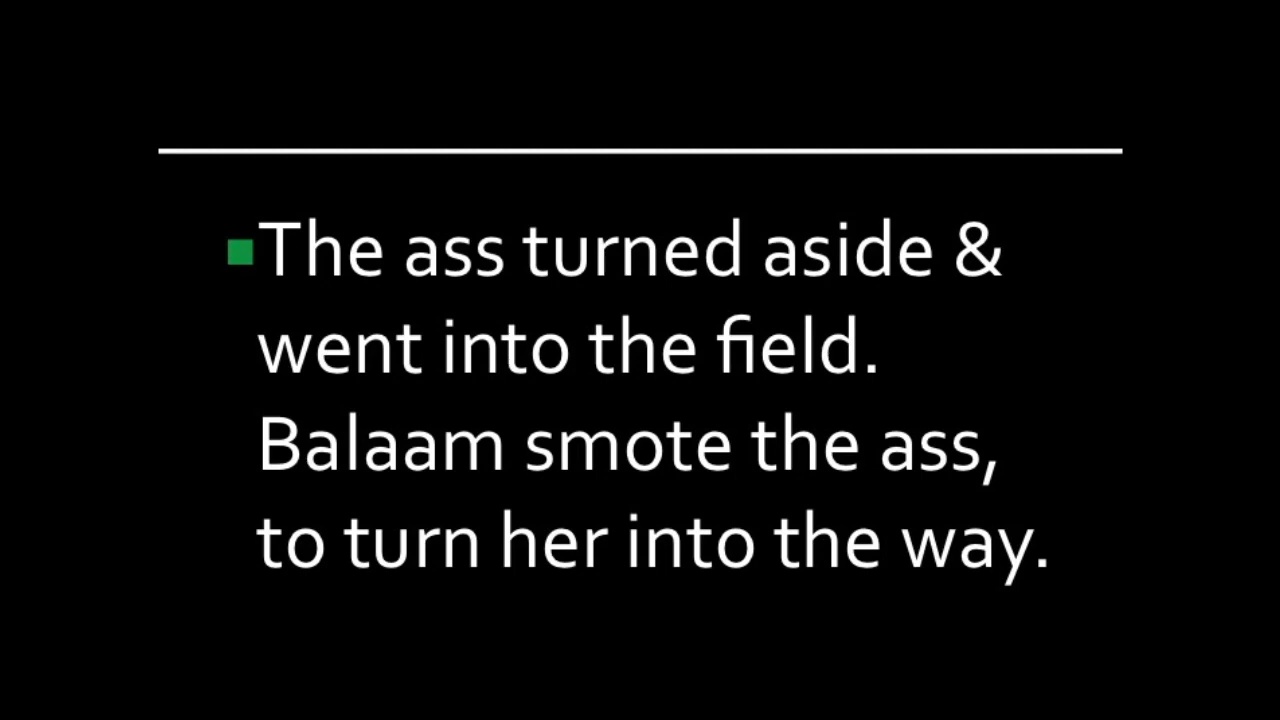 The ass turned aside &
went into the field.
Balaam smote the ass,
to turn her into the way.